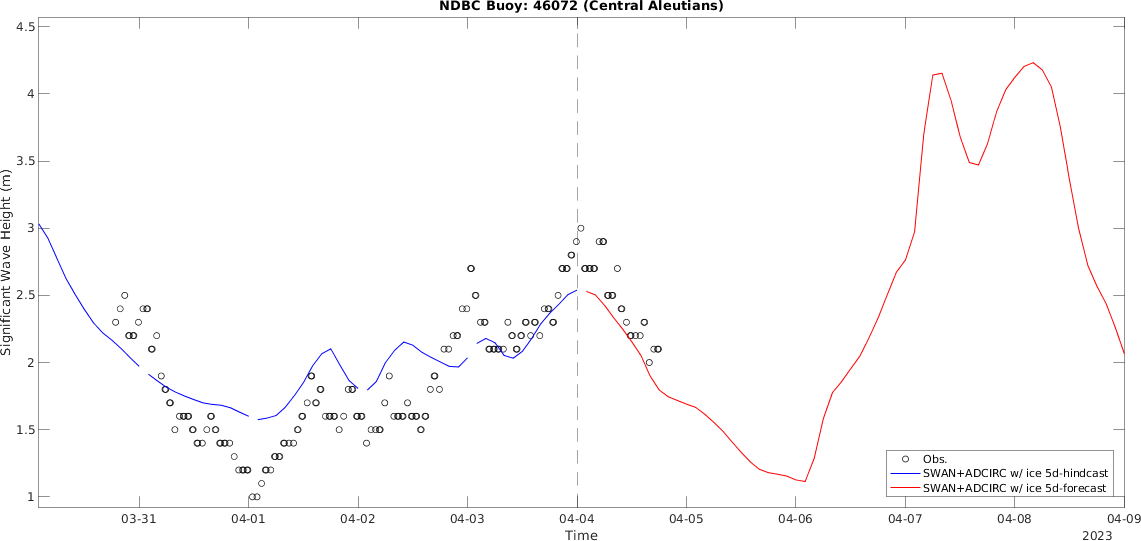 NDBC Buoy: 46072 (Central Aleutians)
4.5
4
3.5
3
2.5
2
1.5
1
Significant Wave Height (m)
Obs.
SWAN+ADCIRC w/ ice 5d-hindcast
SWAN+ADCIRC w/ ice 5d-forecast
03-31 04-01 04-02 04-03 04-04 04-05 04-06 04-07 04-08 04-09
Time
2023